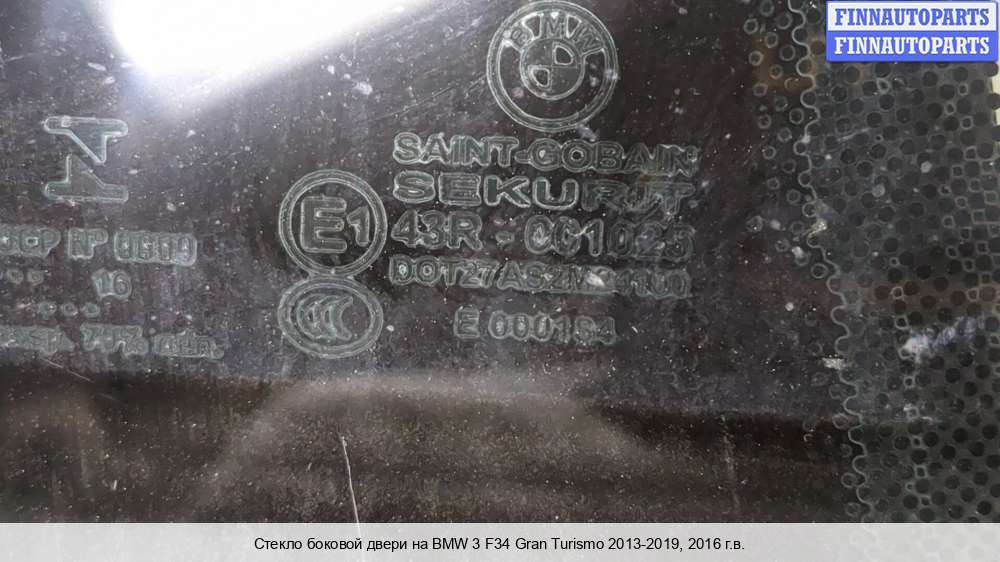 FINNAUTOPARTS
FINNAUTOPARTS
BMW
SAINT-GOBAIN
SEKURIT
E1
43R - 001025
16
E 000184
Стекло боковой двери на BMW 3 F34 Gran Turismo 2013-2019, 2016 г.в.